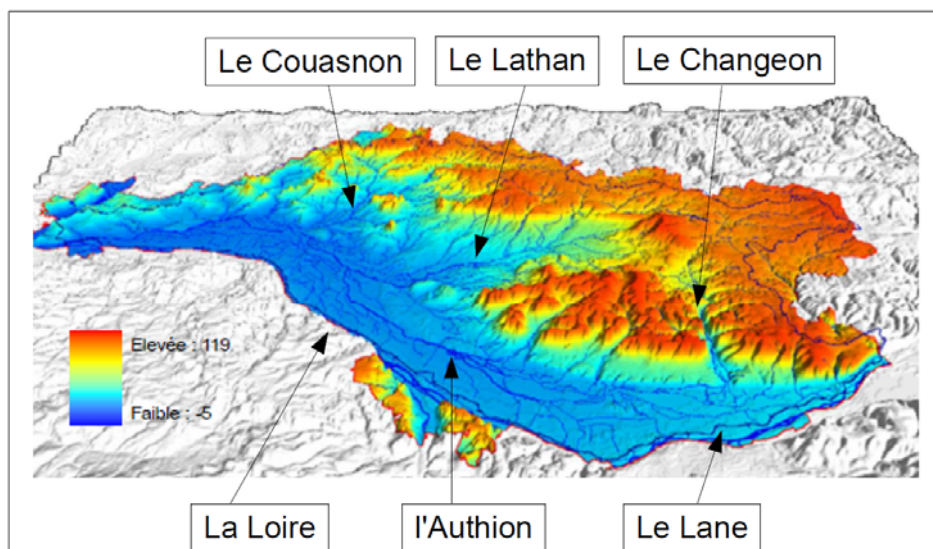 Le Couasnon
Le Lathan
Le Changeon
Elevée : 119
Faible : -5
La Loire
l'Authion
Le Lane